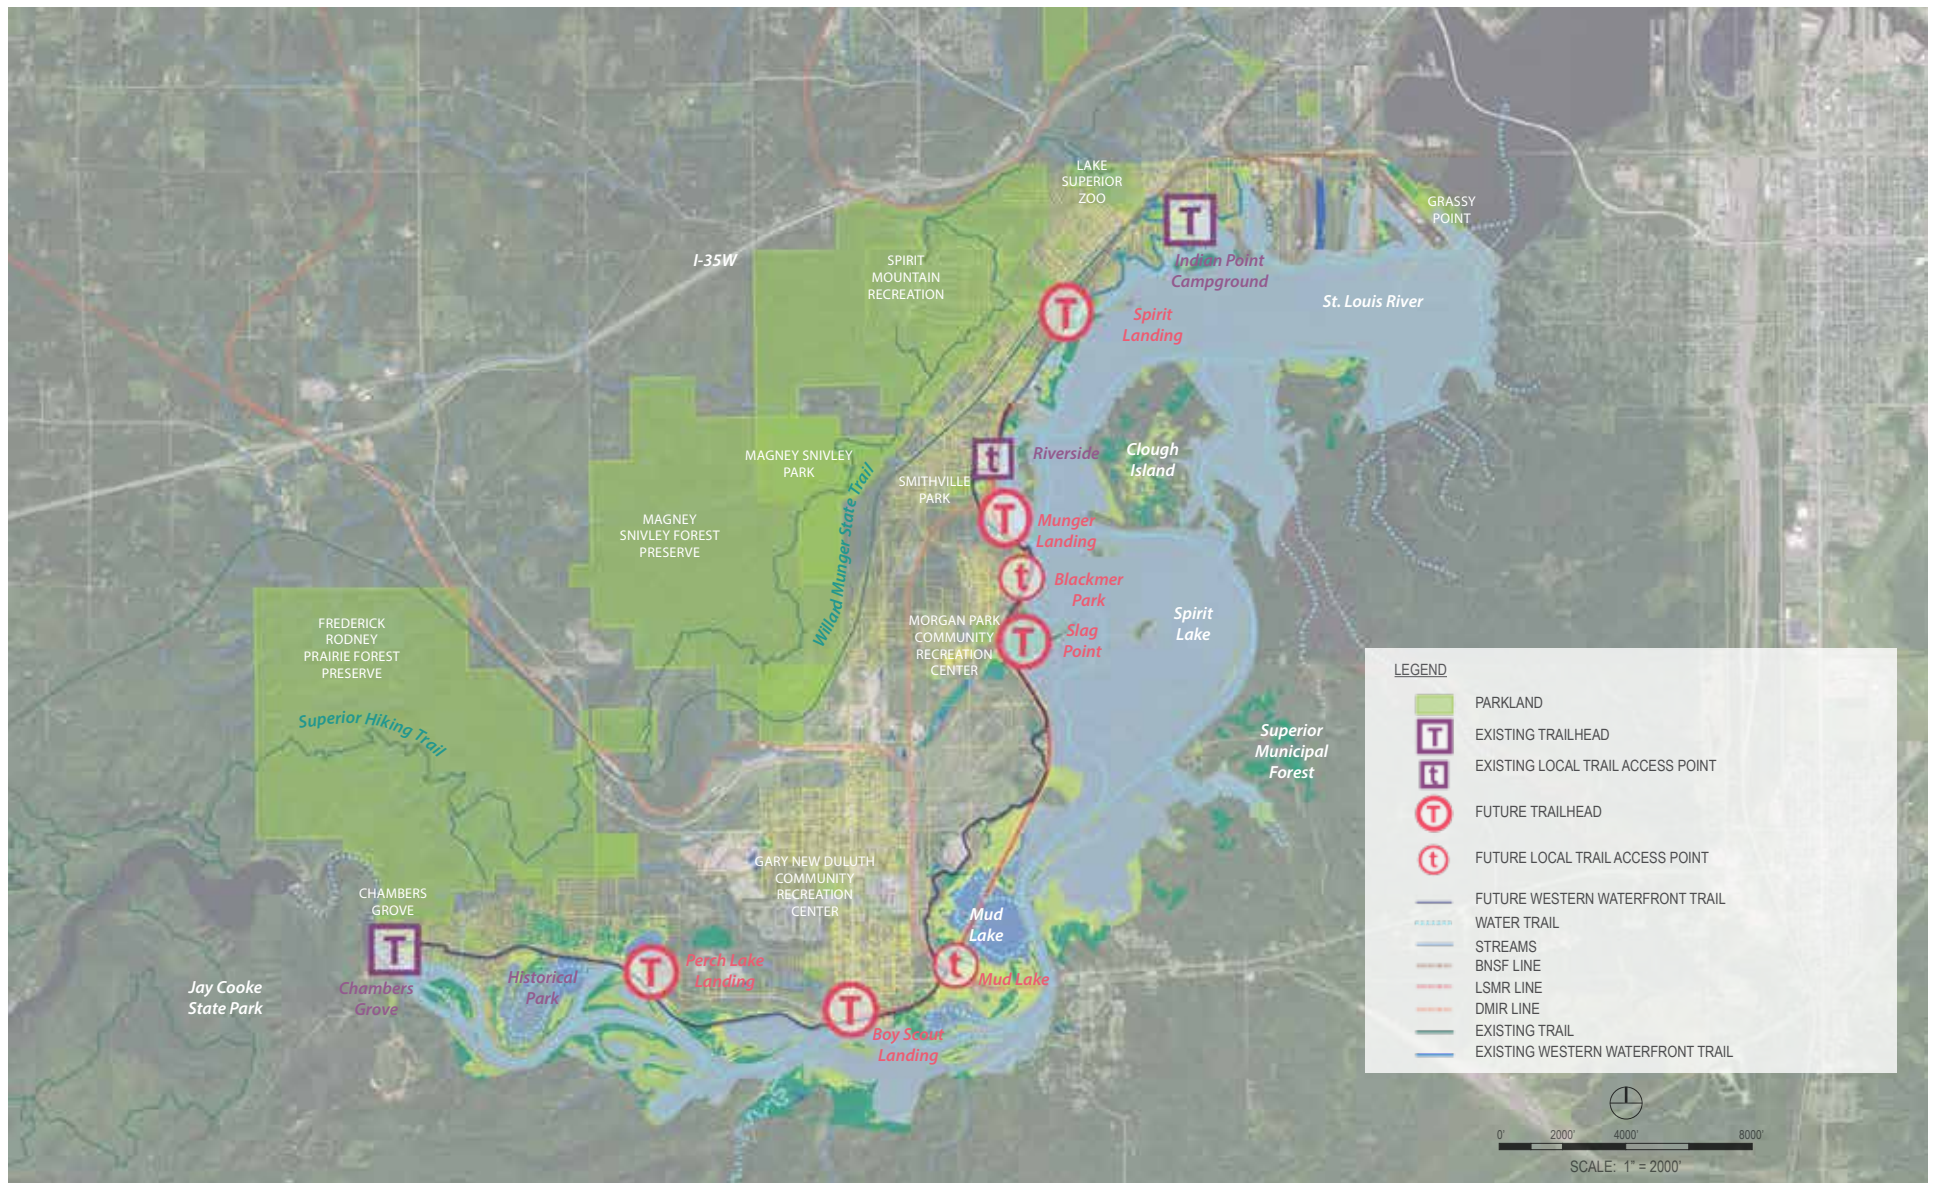 LAKE
SUPERIOR
ZOO
GRASSY
POINT
T
Indian Point
Campground
I-35W
SPIRIT
MOUNTAIN
RECREATION
St. Louis River
T
Spirit
Landing
MAGNEY SNIVLEY
PARK
t
Riverside
Clough
Island
SMITHVILLE
PARK
Willard Munger State Trail
MAGNEY
SNIVLEY FOREST
PRESERVE
T
Munger
Landing
t
Blackmer
Park
FREDERICK
RODNEY
PRAIRIE FOREST
PRESERVE
MORGAN PARK
COMMUNITY
RECREATION
CENTER
T
Slag
Point
Spirit
Lake
Superior Hiking Trail
Superior
Municipal
Forest
GARY NEW DULUTH
COMMUNITY
RECREATION
CENTER
CHAMBERS
GROVE
T
Chambers
Grove
Jay Cooke
State Park
Historical
Park
T
Perch Lake
Landing
T
Boy Scout
Landing
Mud
Lake
t
Mud Lake
LEGEND
PARKLAND
T EXISTING TRAILHEAD
t EXISTING LOCAL TRAIL ACCESS POINT
T FUTURE TRAILHEAD
t FUTURE LOCAL TRAIL ACCESS POINT
FUTURE WESTERN WATERFRONT TRAIL
WATER TRAIL
STREAMS
BNSF LINE
LSMR LINE
DMIR LINE
EXISTING TRAIL
EXISTING WESTERN WATERFRONT TRAIL
0' 2000' 4000' 8000'
SCALE: 1" = 2000'